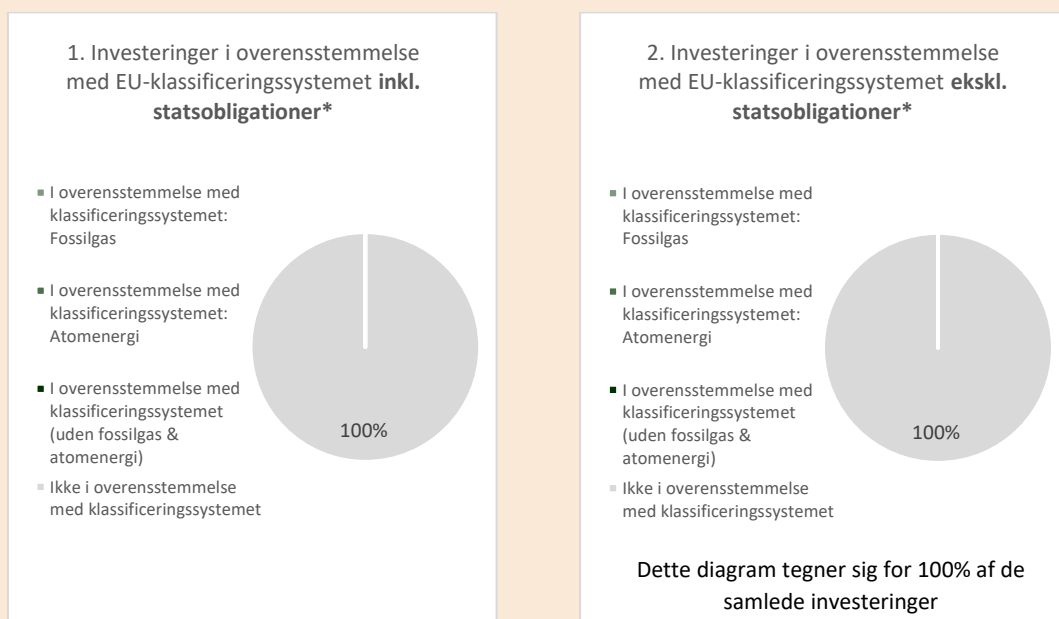 1. Investeringer i overensstemmelse
med EU-klassificeringssystemet inkl.
statsobligationer*
I overensstemmelse med
klassificeringssystemet:
Fossilgas
I overensstemmelse med
klassificeringssystemet:
Atomenergi
I overensstemmelse med
klassificeringssystemet
(uden fossilgas &
atomenergi)
Ikke i overensstemmelse
med klassificeringssystemet
100%
2. Investeringer i overensstemmelse
med EU-klassificeringssystemet ekskl.
statsobligationer*
I overensstemmelse med
klassificeringssystemet:
Fossilgas
I overensstemmelse med
klassificeringssystemet:
Atomenergi
I overensstemmelse med
klassificeringssystemet
(uden fossilgas &
atomenergi)
Ikke i overensstemmelse
med klassificeringssystemet
100%
Dette diagram tegner sig for 100% af de
samlede investeringer